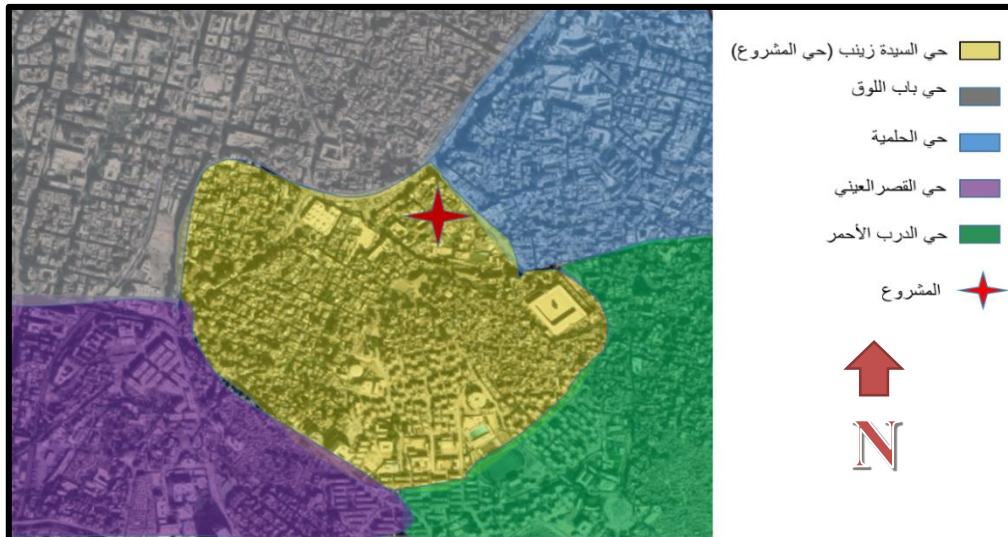 حي السيدة زينب (حي المشروع)
حي باب اللوق
حي الحلمية
حي القصرالعيني
حي الدرب الأحمر
المشروع
N